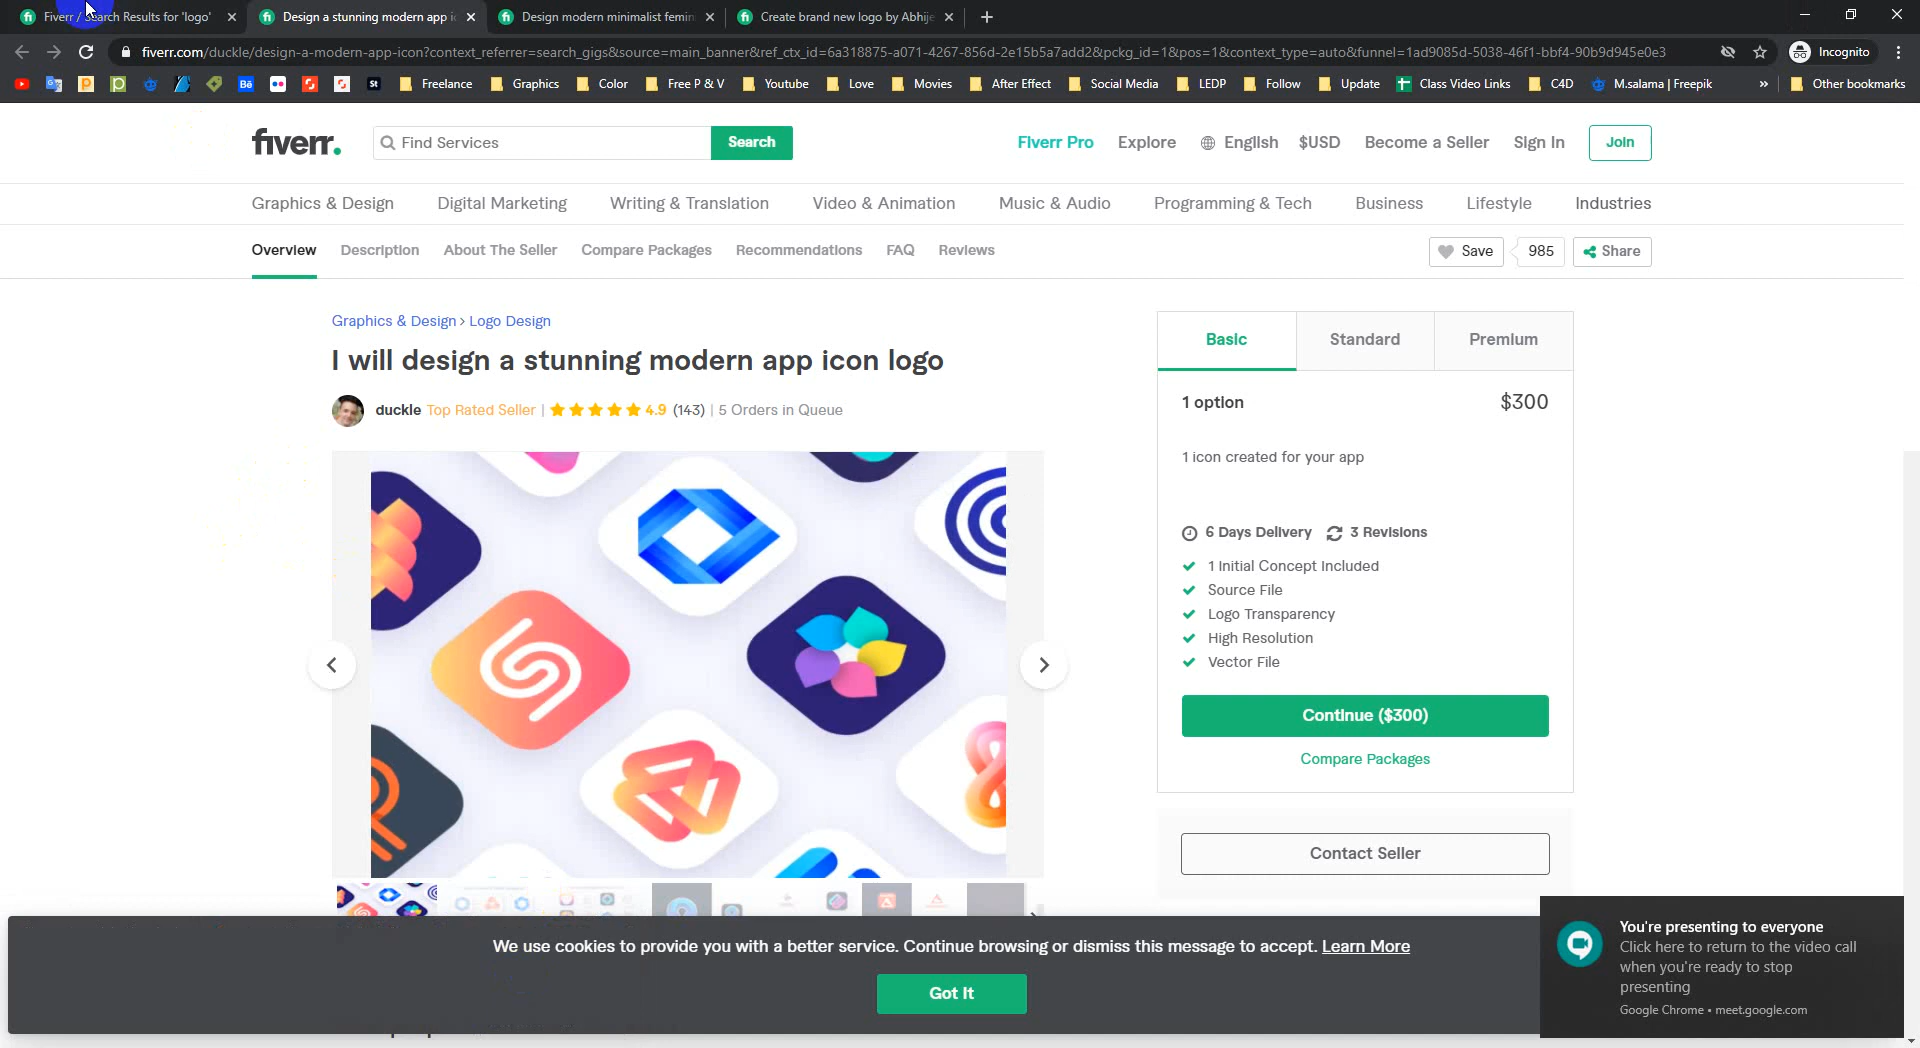 Fiverr / Search Results for 'logo'
Design a stunning modern app ic
Design modern minimalist femin
Create brand new logo by Abhije
fiverr.com/duckle/design-a-modern-app-icon?context_referrer=search_gigs&source=main_banner&ref_ctx_id=6a318875-a071-4267-856d-2e15b5a7add2&pckg_id=1&pos=1&context_type=auto&funnel=1ad9085d-5038-46f1-bbf4-90b9d945e0e3
Incognito
Freelance
Graphics
Color
Free P & V
Youtube
Love
Movies
After Effect
Social Media
LEDP
Follow
Update
Class Video Links
C4D
M.salama | Freepik
»
Other bookmarks
fiverr.
Find Services
Search
Fiverr Pro
Explore
English
$USD
Become a Seller
Sign In
Join
Graphics & Design
Digital Marketing
Writing & Translation
Video & Animation
Music & Audio
Programming & Tech
Business
Lifestyle
Industries
Overview
Description
About The Seller
Compare Packages
Recommendations
FAQ
Reviews
Save
985
Share
Graphics & Design › Logo Design
I will design a stunning modern app icon logo
duckle Top Rated Seller | 4.9 (143) | 5 Orders in Queue
Basic
Standard
Premium
1 option
$300
1 icon created for your app
6 Days Delivery
3 Revisions
1 Initial Concept Included
Source File
Logo Transparency
High Resolution
Vector File
Continue ($300)
Compare Packages
Contact Seller
We use cookies to provide you with a better service. Continue browsing or dismiss this message to accept. Learn More
Got It
You're presenting to everyone
Click here to return to the video call
when you're ready to stop
presenting
Google Chrome • meet.google.com